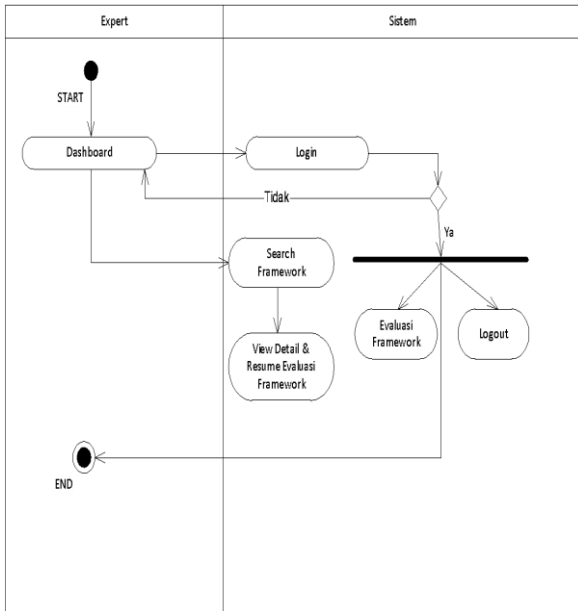 Expert
Sistem
START
Dashboard
Login
Tidak
Ya
Search
Framework
Evaluasi
Framework
Logout
View Detail &
Resume Evaluasi
Framework
END